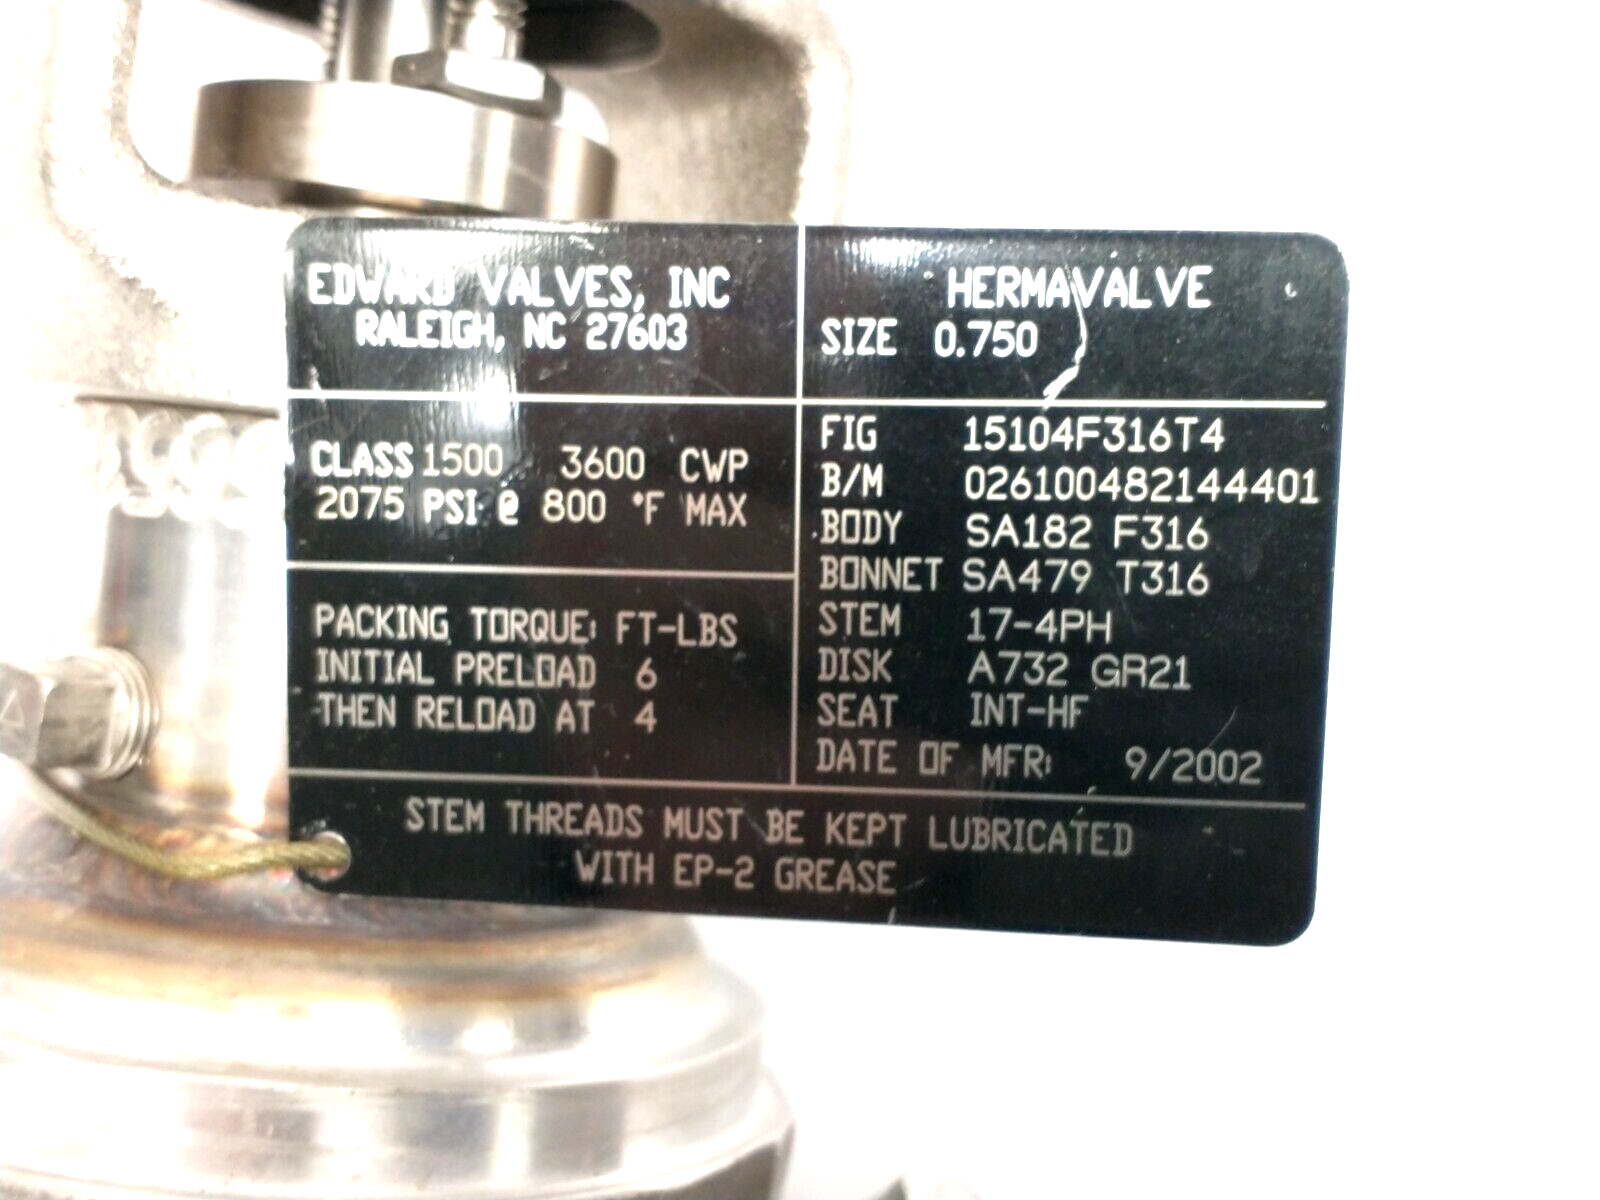 EDWARD VALVES, INC
RALEIGH, NC 27603
HERMAVALVE
SIZE 0.750
CLASS 1500 3600 CWP
2075 PSI @ 800 °F MAX
PACKING TORQUE: FT-LBS
INITIAL PRELOAD 6
THEN RELOAD AT 4
FIG 15104F316T4
B/M 026100482144401
BODY SA182 F316
BONNET SA479 T316
STEM 17-4PH
DISK A732 GR21
SEAT INT-HF
DATE OF MFR: 9/2002
STEM THREADS MUST BE KEPT LUBRICATED
WITH EP-2 GREASE